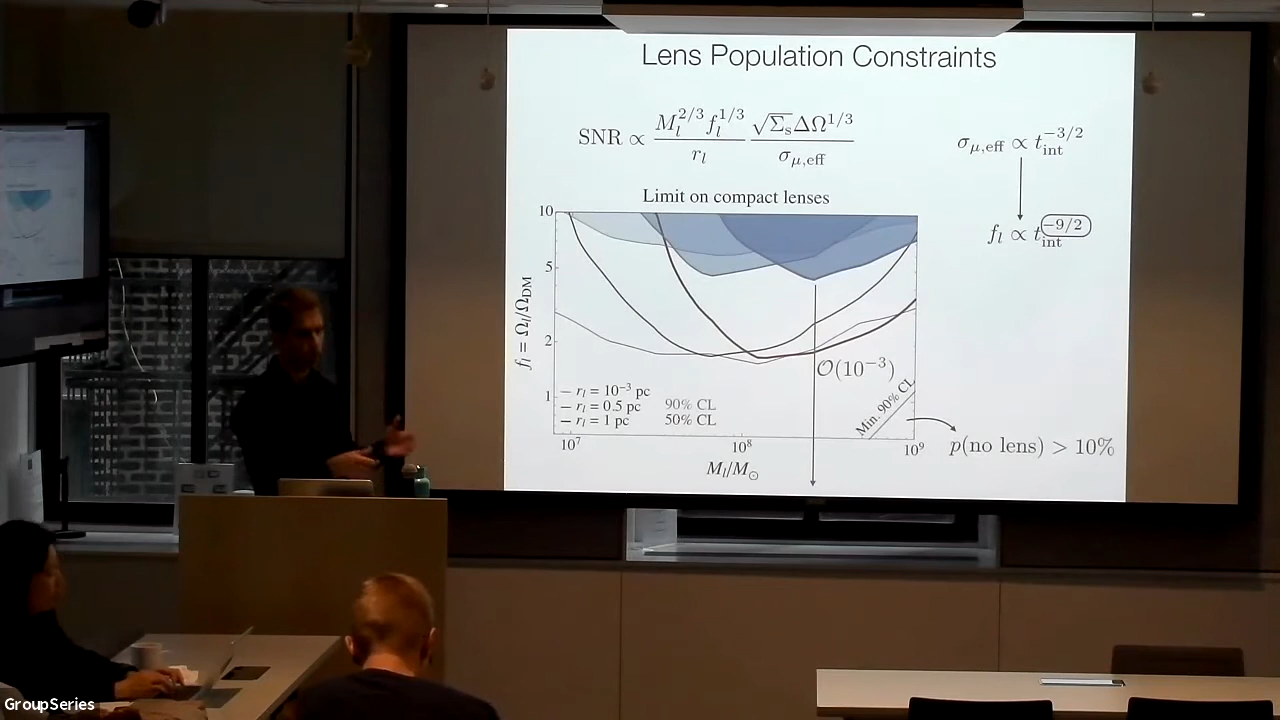 Lens Population Constraints
SNR ∝ M_l^{2/3} f_l^{1/3} / r_l √Σ_s ΔΩ^{1/3} / σ_{μ,eff}
σ_{μ,eff} ∝ t_int^{-3/2}
f_l ∝ t_int^{-9/2}
Limit on compact lenses
10
5
2
1
f_l = Ω_l/Ω_DM
O(10^{-3})
r_l = 10^{-3} pc
r_l = 0.5 pc 90% CL
r_l = 1 pc 50% CL
Min. 90% CL
p(no lens) > 10%
10^7 10^8 10^9
M_l/M_⊙
GroupSeries